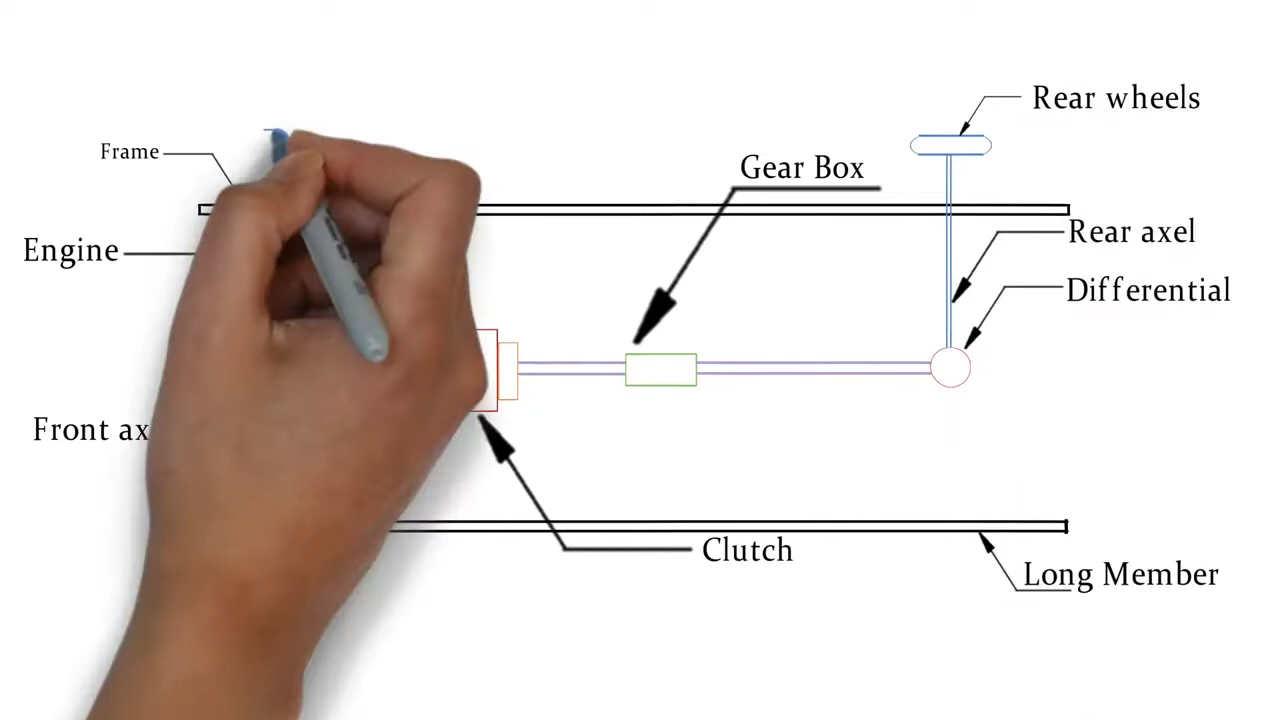 Rear wheels
Frame
Gear Box
Rear axel
Engine
Differential
Front ax
Clutch
Long Member